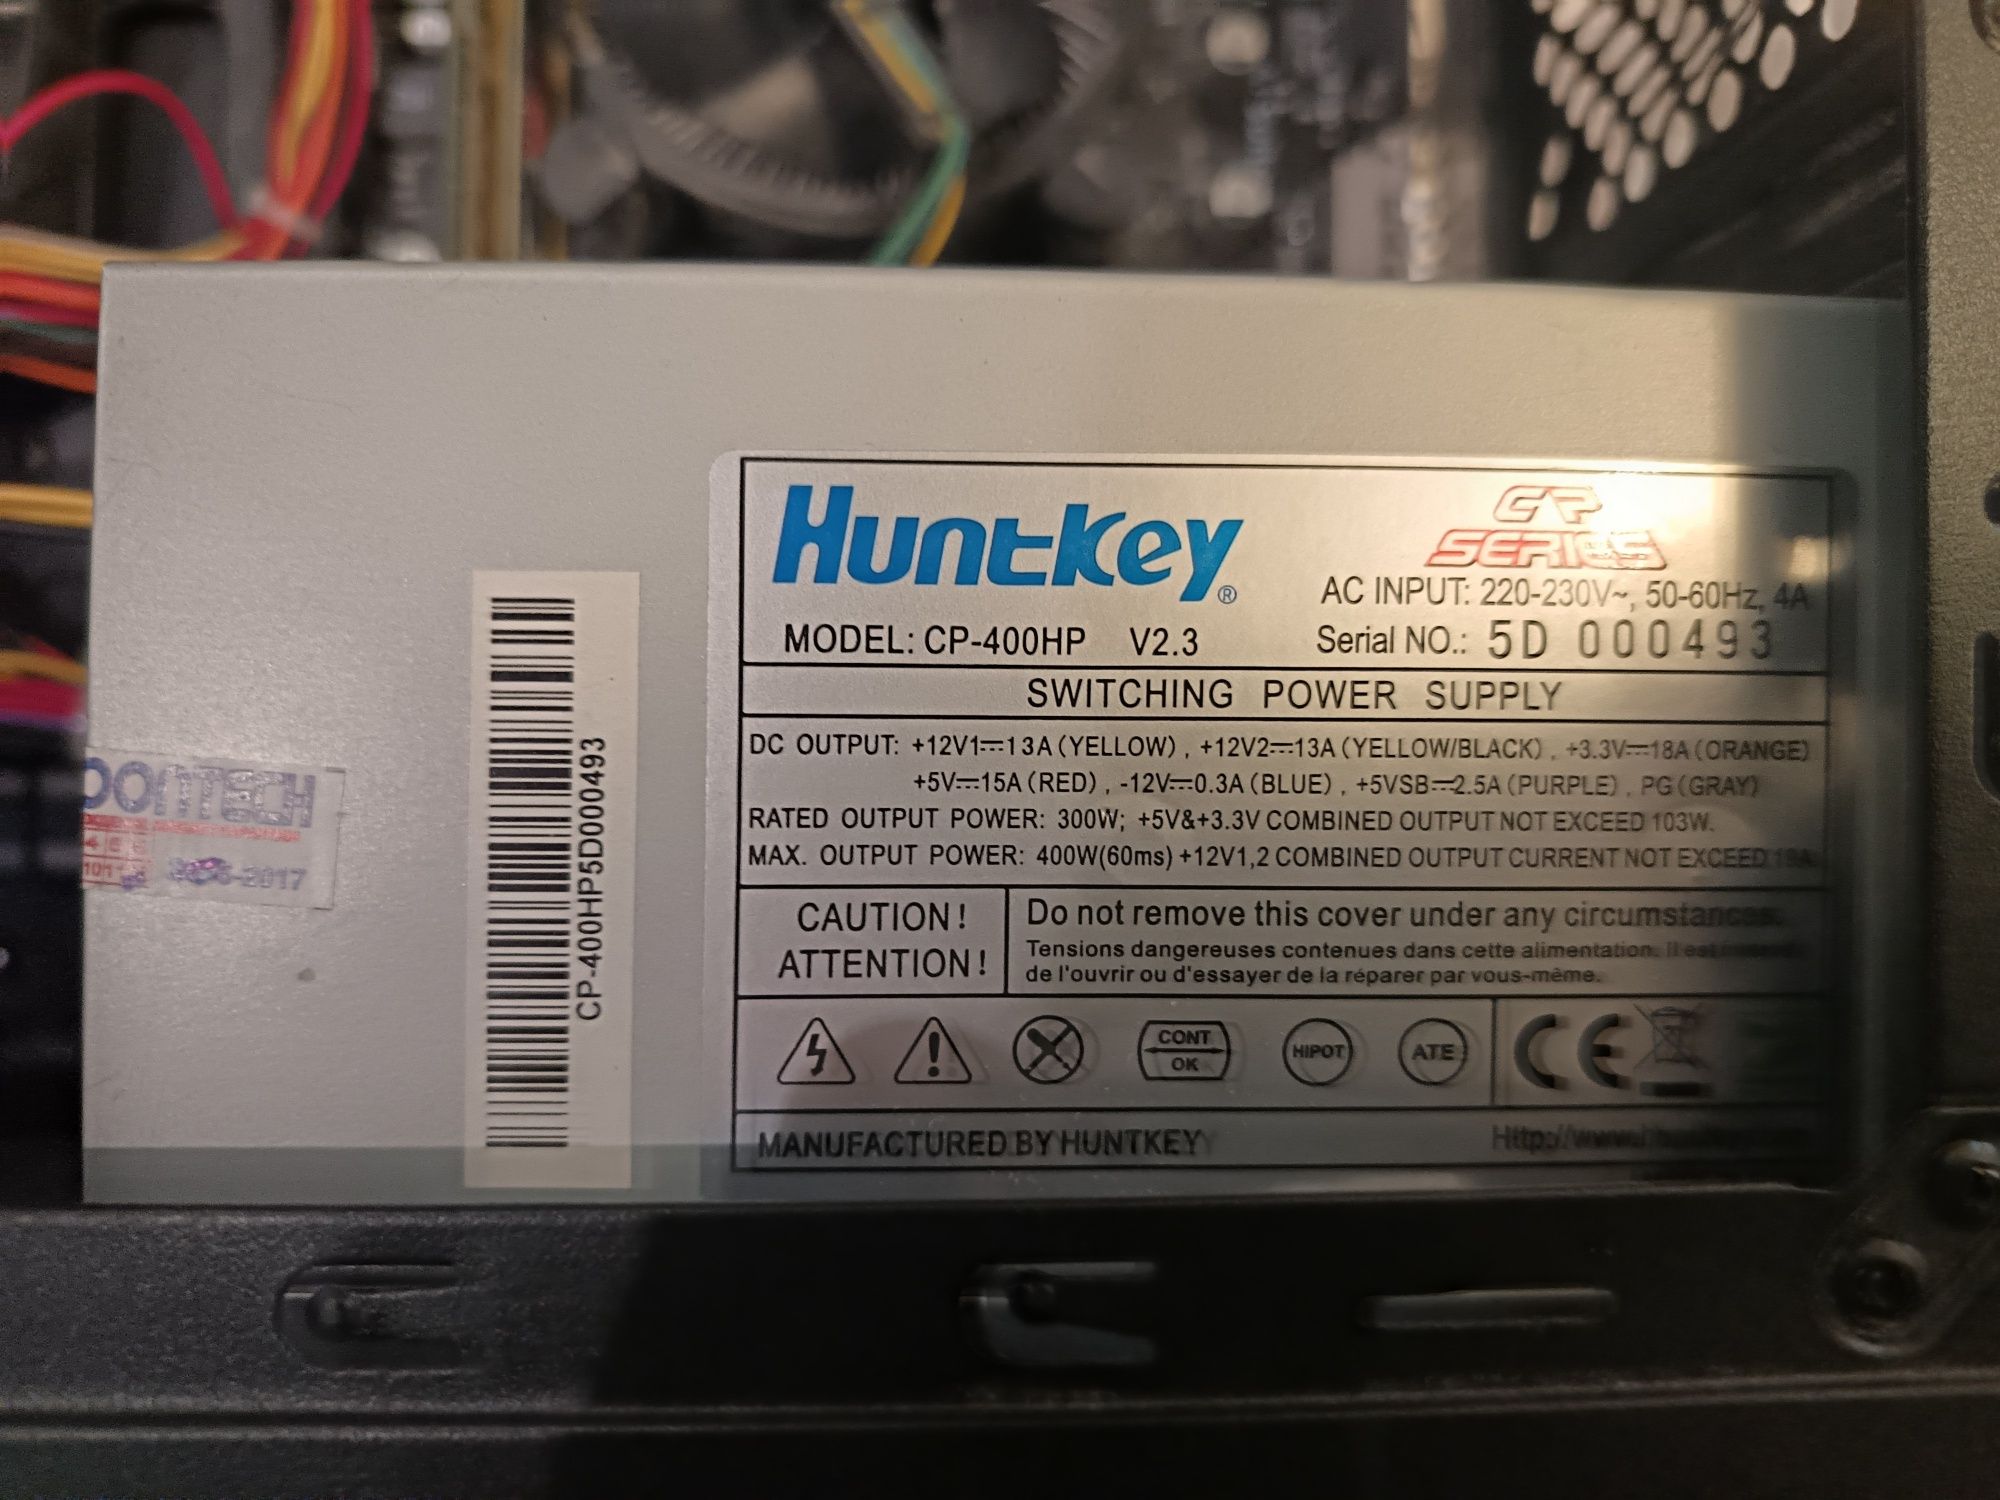 Huntkey®
CP
SERIES
AC INPUT: 220-230V~, 50-60Hz, 4A
MODEL: CP-400HP V2.3
Serial NO.: 5D 000493
SWITCHING POWER SUPPLY
DC OUTPUT: +12V1⎓13A (YELLOW), +12V2⎓13A (YELLOW/BLACK), +3.3V⎓18A (ORANGE)
+5V⎓15A (RED), -12V⎓0.3A (BLUE), +5VSB⎓2.5A (PURPLE), PG (GRAY)
RATED OUTPUT POWER: 300W; +5V&+3.3V COMBINED OUTPUT NOT EXCEED 103W.
MAX. OUTPUT POWER: 400W(60ms) +12V1,2 COMBINED OUTPUT CURRENT NOT EXCEED
CAUTION!
ATTENTION!
Do not remove this cover under any circumstances.
Tensions dangereuses contenues dans cette alimentation. Il est
de l'ouvrir ou d'essayer de la réparer par vous-même.
CONT
OK
HIPOT
ATE
CE
MANUFACTURED BY HUNTKEY
CP-400HP5D000493
-2017